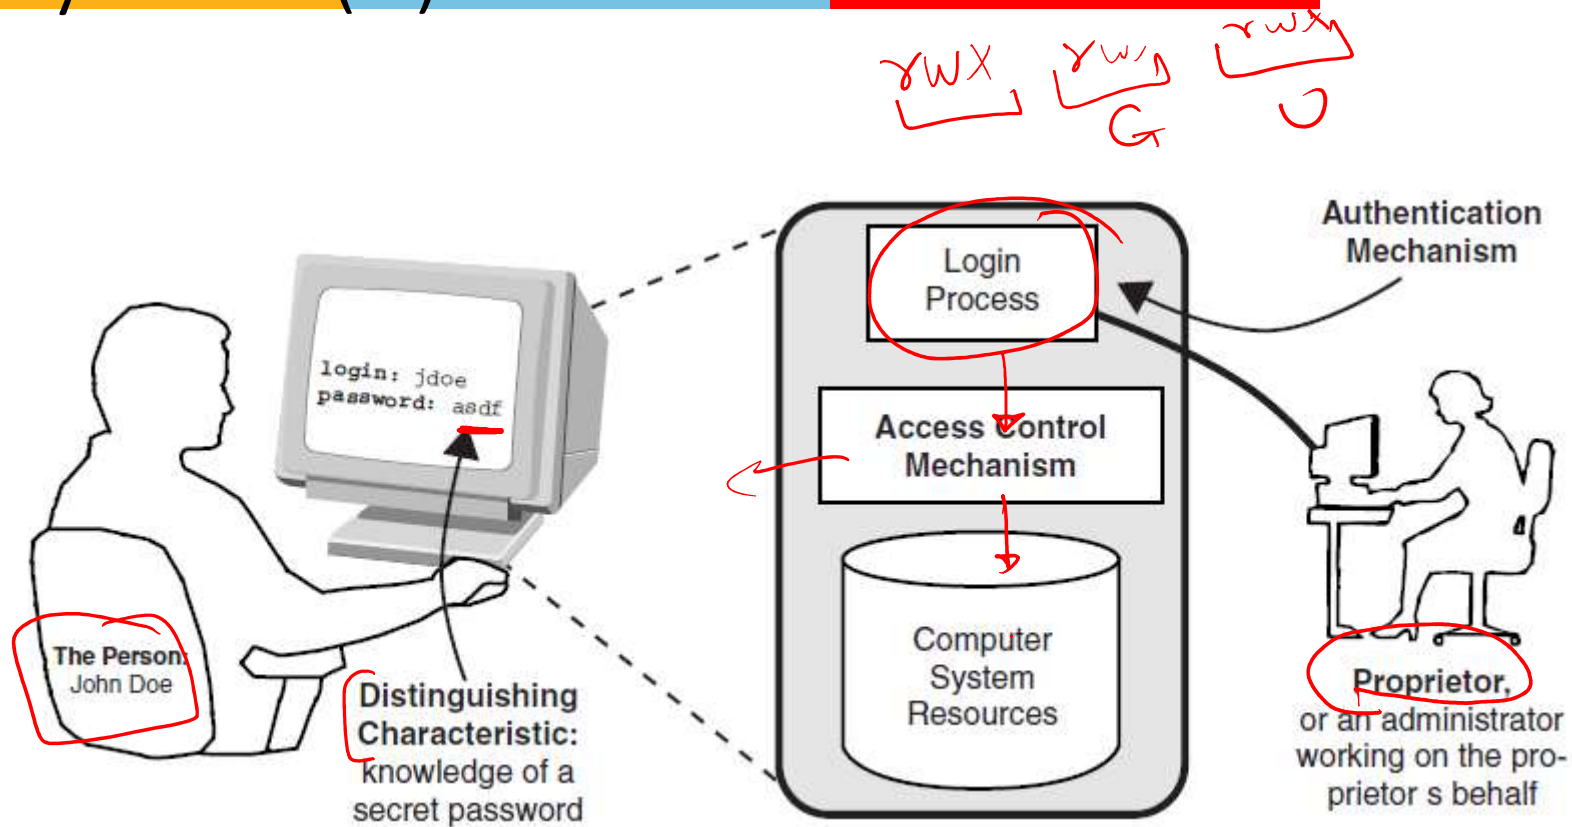 rwx rwx rwx
G U
Authentication
Mechanism
Login
Process
login: jdoe
password: asdf
Access Control
Mechanism
The Person:
John Doe
Distinguishing
Characteristic:
knowledge of a
secret password
Computer
System
Resources
Proprietor,
or an administrator
working on the pro-
prietor s behalf